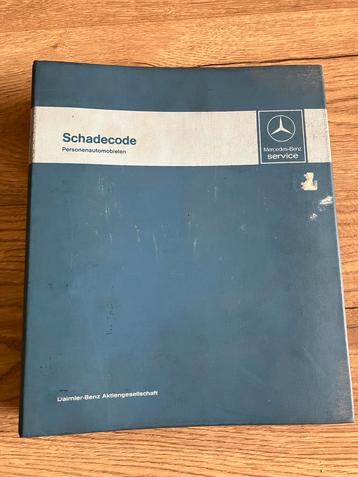 Schadecode
Personenautomobielen
Mercedes-Benz
service
Daimler-Benz Aktiengesellschaft